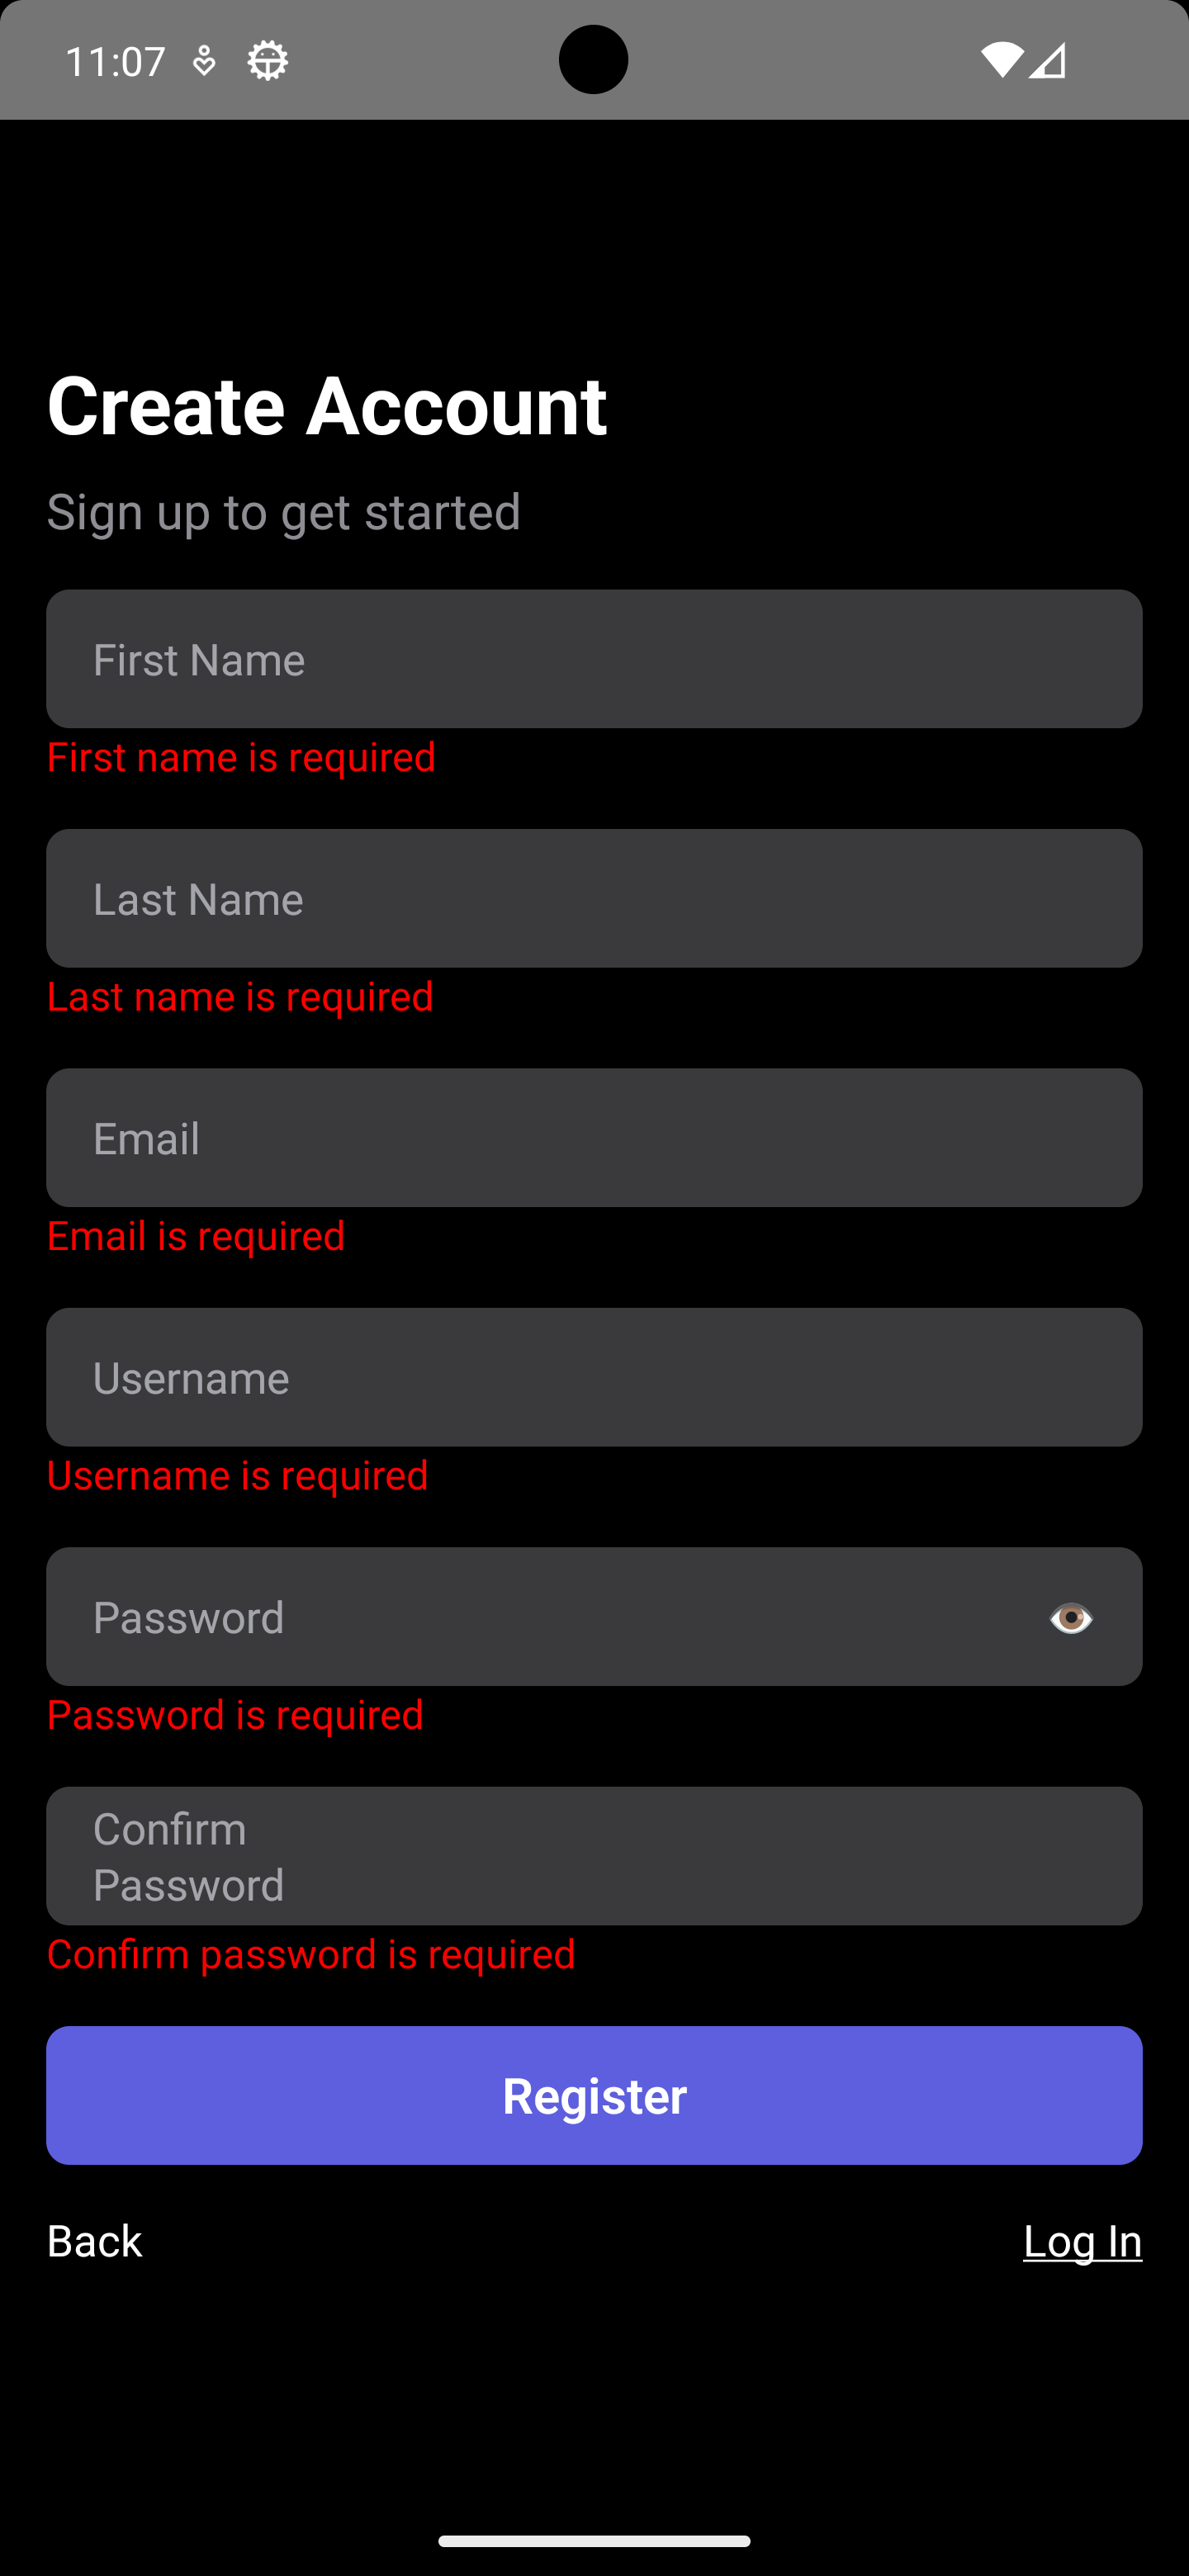 11:07
Create Account
Sign up to get started
First Name
First name is required
Last Name
Last name is required
Email
Email is required
Username
Username is required
Password
Password is required
Confirm
Password
Confirm password is required
Register
Back
Log In